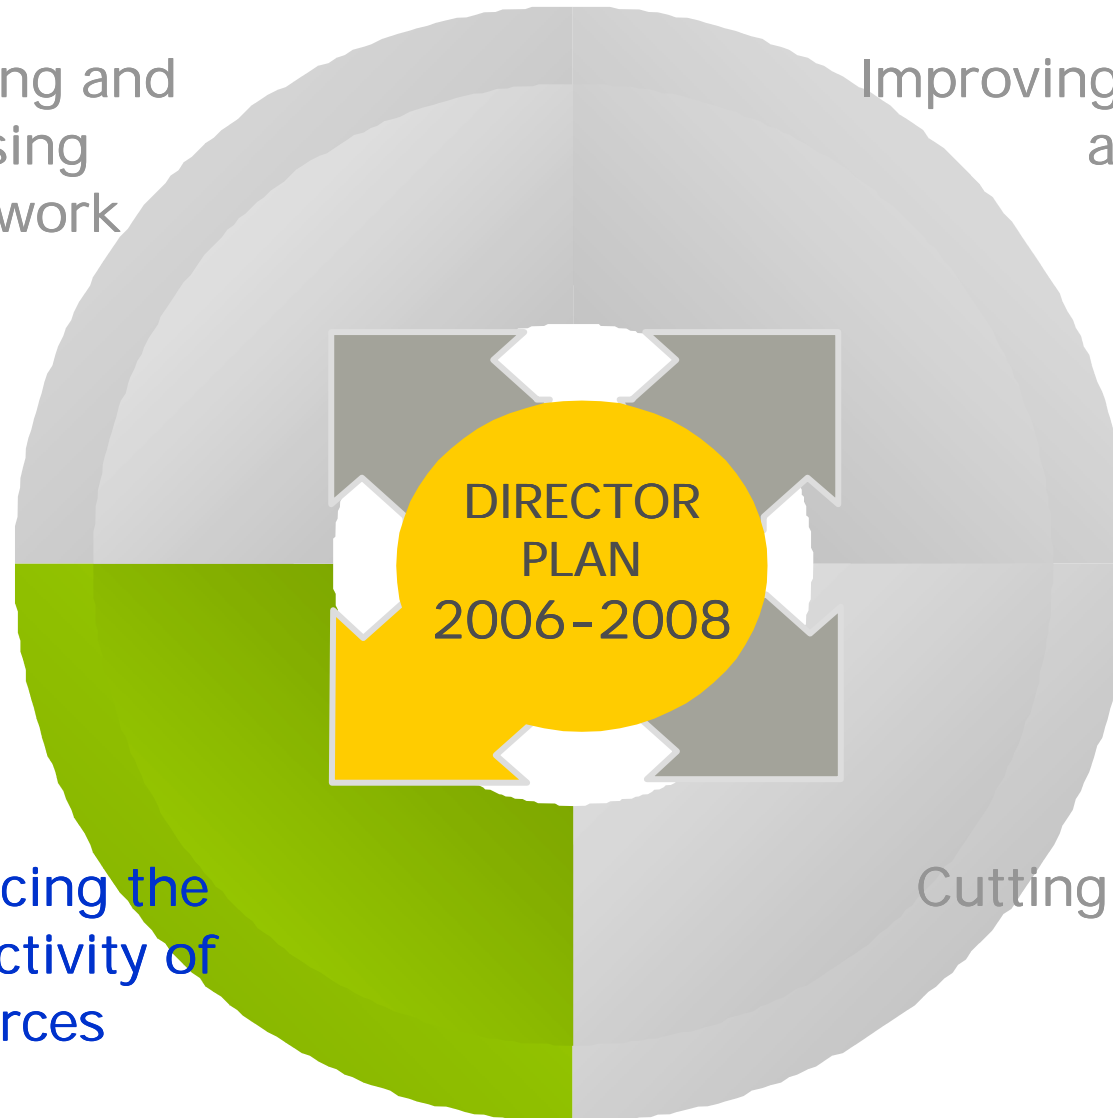 ng and
sing
work
Improving
a
DIRECTOR
PLAN
2006-2008
cing the
ctivity of
rces
Cutting